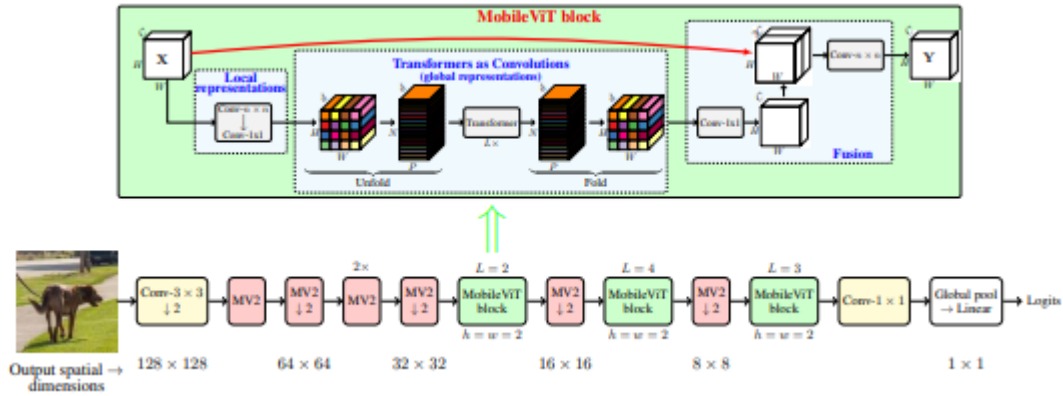 MobileViT block
C
H
X
W
Local
representations
Conv-n × n
↓
Conv-1x1
Transformers as Convolutions
(global representations)
H
W
N
P
Unfold
Transformer
L×
N
P
H
W
Fold
Conv-1x1
C
H
W
C
H
W
Conv-n × n
Fusion
C
H
Y
W
Conv-3 × 3
↓ 2
MV2
MV2
↓ 2
2×
MV2
MV2
↓ 2
L = 2
MobileViT
block
h = w = 2
MV2
↓ 2
L = 4
MobileViT
block
h = w = 2
MV2
↓ 2
L = 3
MobileViT
block
h = w = 2
Conv-1 × 1
Global pool
→ Linear
Logits
Output spatial →
dimensions
128 × 128
64 × 64
32 × 32
16 × 16
8 × 8
1 × 1